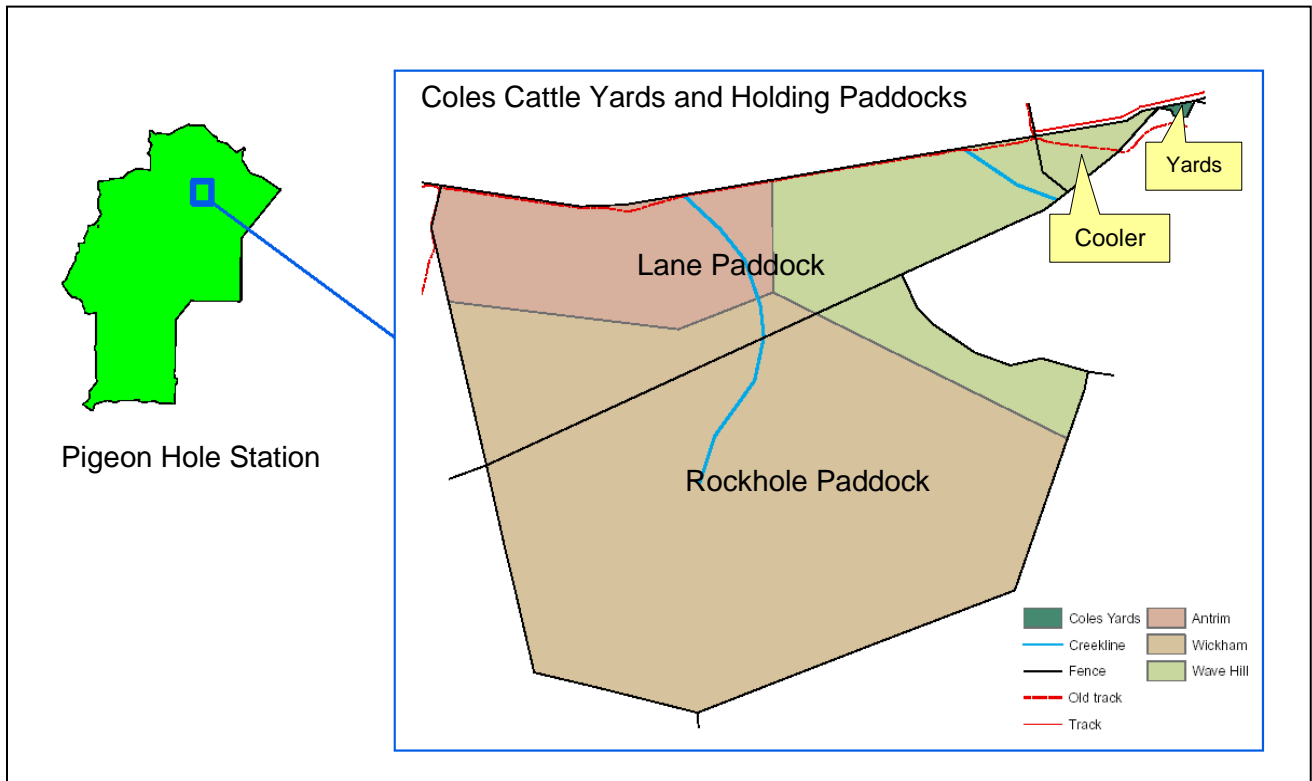 Coles Cattle Yards and Holding Paddocks
Yards
Cooler
Lane Paddock
Pigeon Hole Station
Rockhole Paddock
Coles Yards
Creekline
Fence
Old track
Track
Antrim
Wickham
Wave Hill